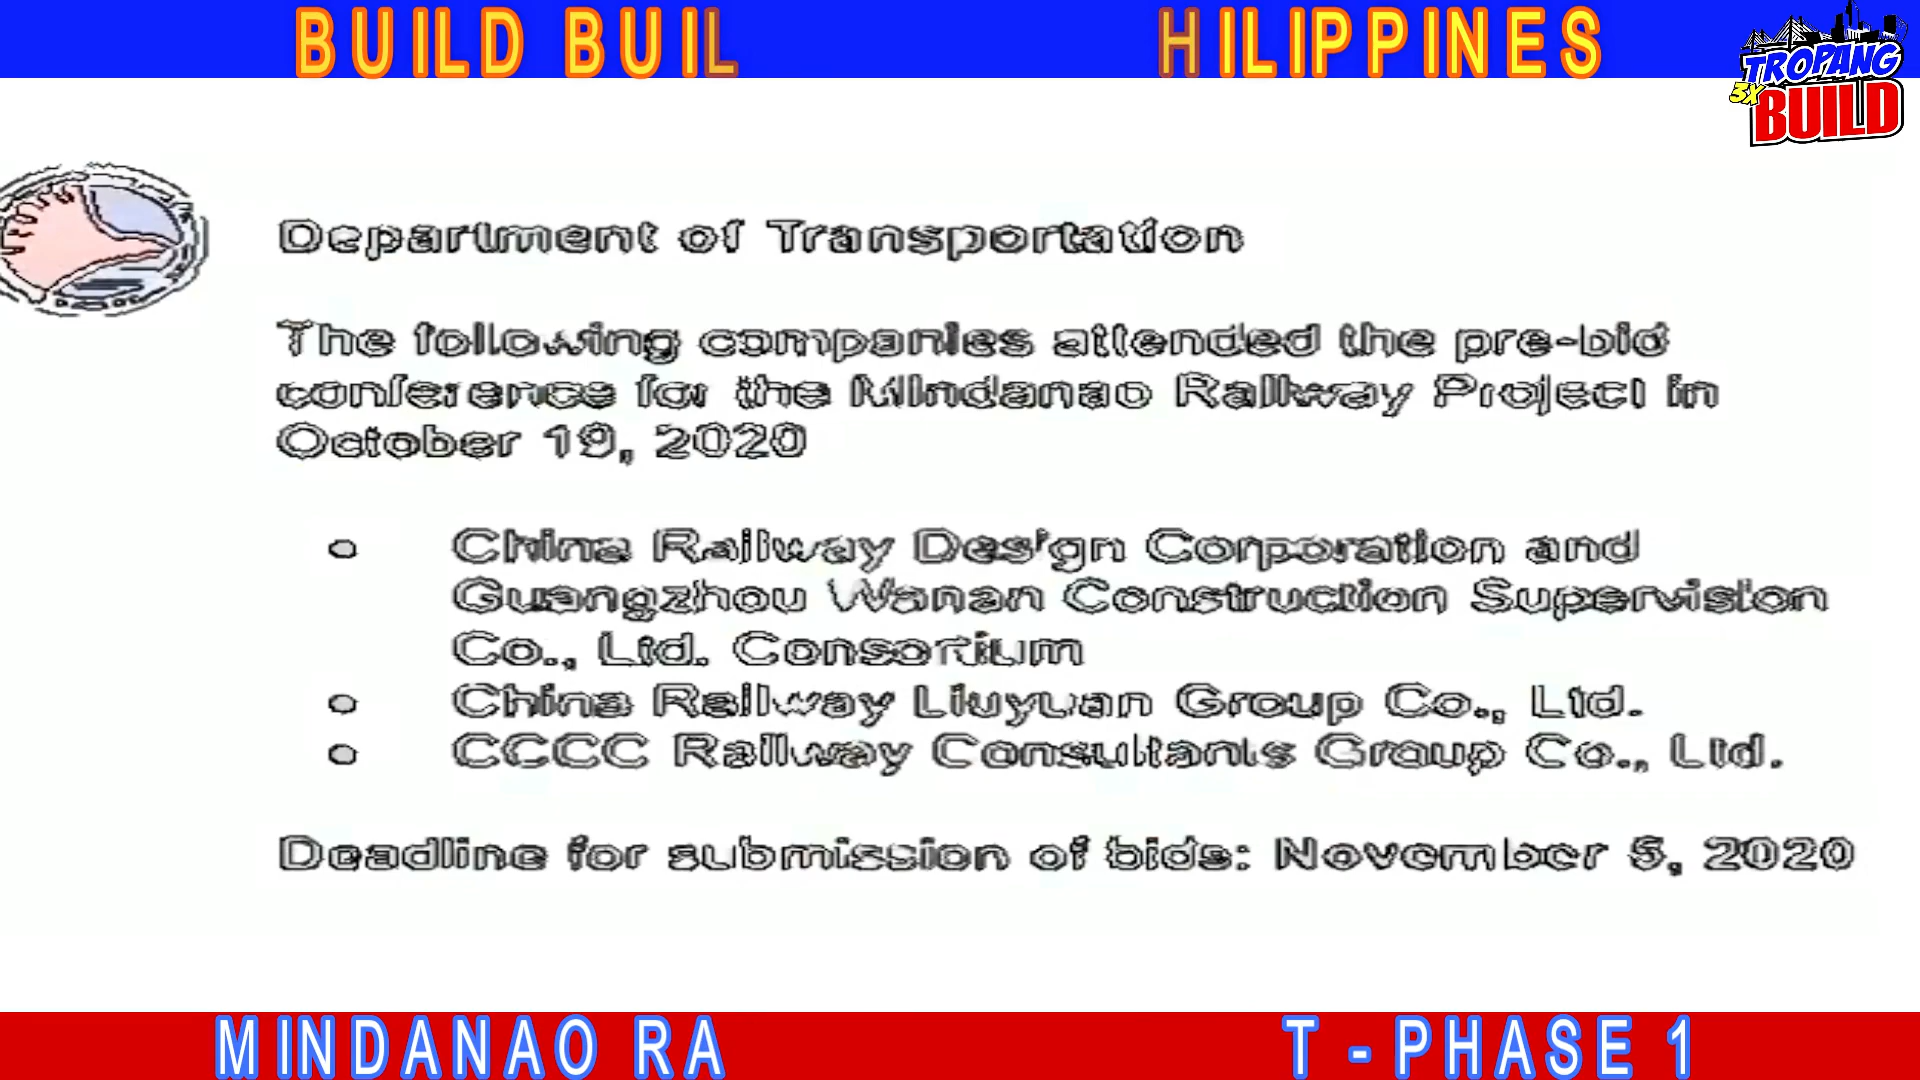 BUILD BUIL HILIPPINES
TROPANG
3X BUILD
Department of Transportation
The following companies attended the pre-bid
conference for the Mindanao Railway Project in
October 19, 2020
China Railway Design Corporation and
Guangzhou Wanan Construction Supervision
Co., Ltd. Consortium
China Railway Liuyuan Group Co., Ltd.
CCCC Railway Consultants Group Co., Ltd.
Deadline for submission of bids: November 5, 2020
MINDANAO RA T - PHASE 1